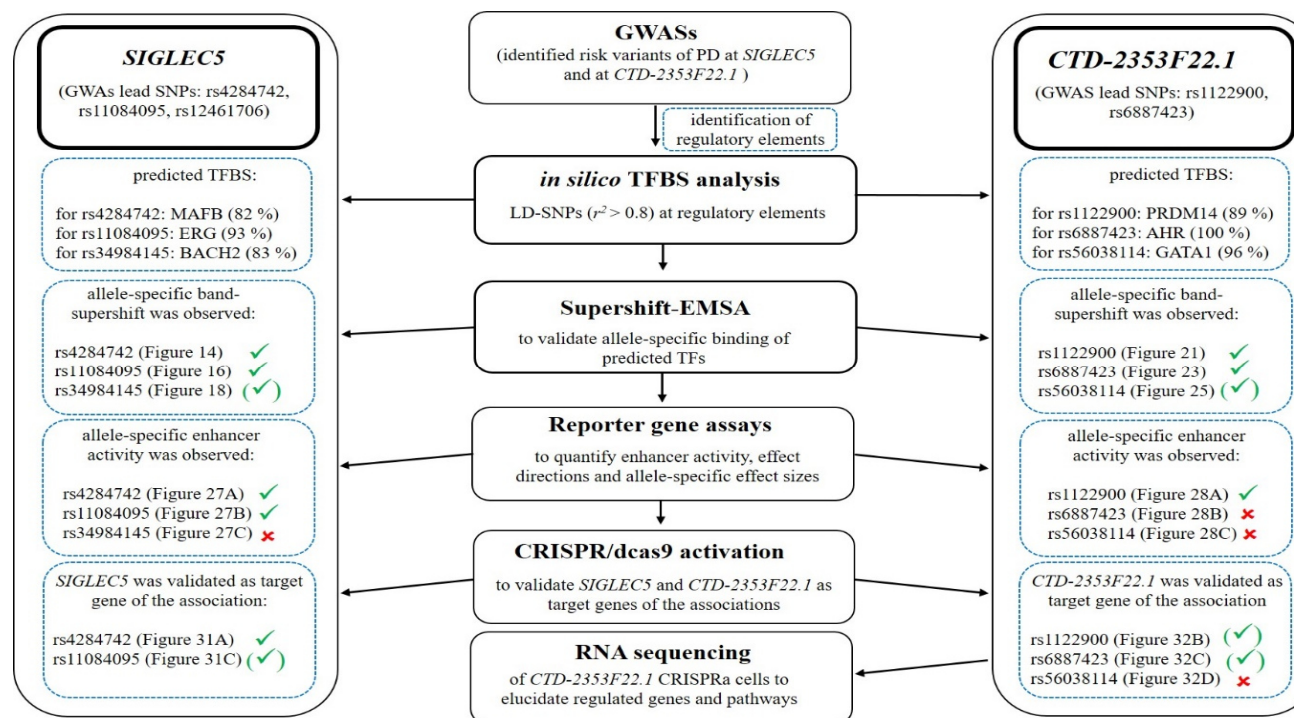 SIGLEC5
(GWAs lead SNPs: rs4284742,
rs11084095, rs12461706)
predicted TFBS:
for rs4284742: MAFB (82 %)
for rs11084095: ERG (93 %)
for rs34984145: BACH2 (83 %)
allele-specific band-
supershift was observed:
rs4284742 (Figure 14) ✓
rs11084095 (Figure 16) ✓
rs34984145 (Figure 18) (✓)
allele-specific enhancer
activity was observed:
rs4284742 (Figure 27A) ✓
rs11084095 (Figure 27B) ✓
rs34984145 (Figure 27C) ✗
SIGLEC5 was validated as target
gene of the association:
rs4284742 (Figure 31A) ✓
rs11084095 (Figure 31C) (✓)
GWASs
(identified risk variants of PD at SIGLEC5
and at CTD-2353F22.1 )
identification of
regulatory elements
in silico TFBS analysis
LD-SNPs (r² > 0.8) at regulatory elements
Supershift-EMSA
to validate allele-specific binding of
predicted TFs
Reporter gene assays
to quantify enhancer activity, effect
directions and allele-specific effect sizes
CRISPR/dcas9 activation
to validate SIGLEC5 and CTD-2353F22.1 as
target genes of the associations
RNA sequencing
of CTD-2353F22.1 CRISPRa cells to
elucidate regulated genes and pathways
CTD-2353F22.1
(GWAS lead SNPs: rs1122900,
rs6887423)
predicted TFBS:
for rs1122900: PRDM14 (89 %)
for rs6887423: AHR (100 %)
for rs56038114: GATA1 (96 %)
allele-specific band-
supershift was observed:
rs1122900 (Figure 21) ✓
rs6887423 (Figure 23) ✓
rs56038114 (Figure 25) (✓)
allele-specific enhancer
activity was observed:
rs1122900 (Figure 28A) ✓
rs6887423 (Figure 28B) ✗
rs56038114 (Figure 28C) ✗
CTD-2353F22.1 was validated as
target gene of the association
rs1122900 (Figure 32B) (✓)
rs6887423 (Figure 32C) (✓)
rs56038114 (Figure 32D) ✗